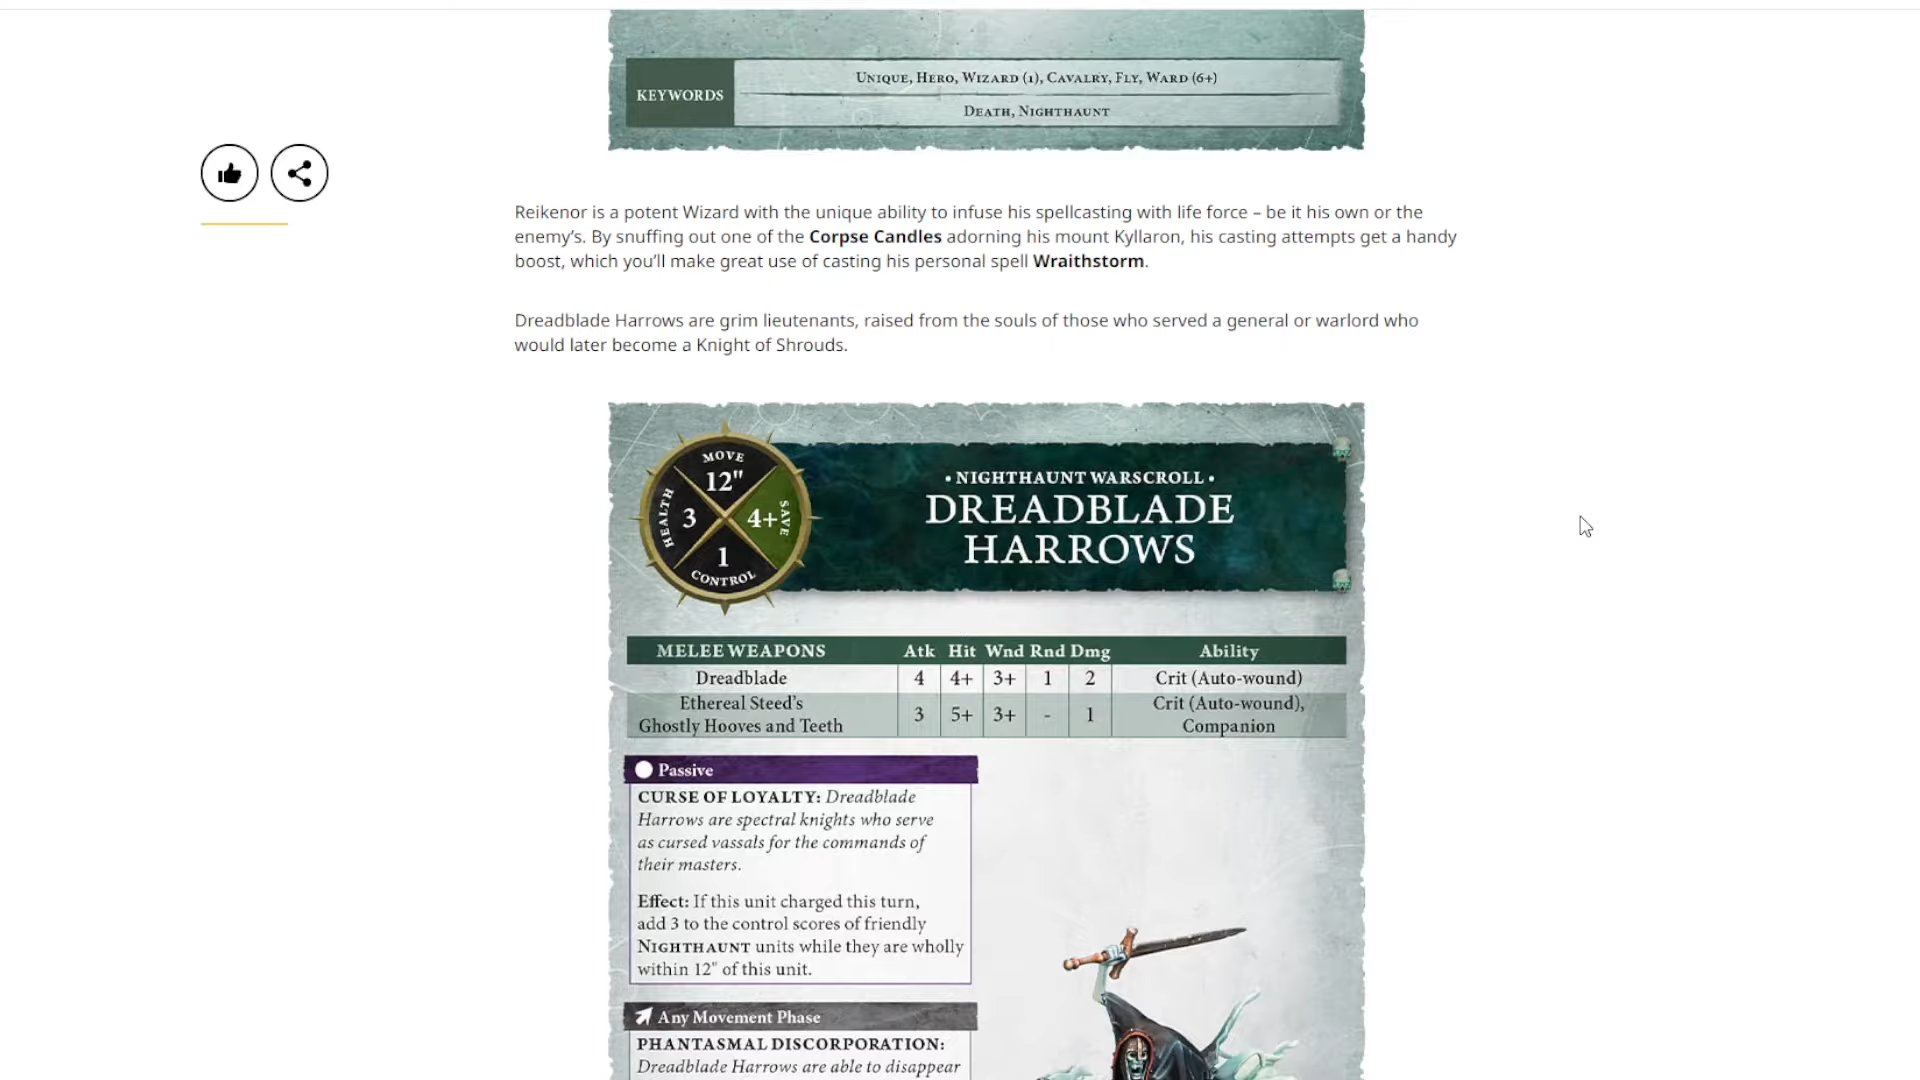 KEYWORDS
Unique, Hero, Wizard (1), Cavalry, Fly, Ward (6+)
Death, Nighthaunt
Reikenor is a potent Wizard with the unique ability to infuse his spellcasting with life force – be it his own or the
enemy's. By snuffing out one of the Corpse Candles adorning his mount Kyllaron, his casting attempts get a handy
boost, which you'll make great use of casting his personal spell Wraithstorm.
Dreadblade Harrows are grim lieutenants, raised from the souls of those who served a general or warlord who
would later become a Knight of Shrouds.
MOVE
12"
HEALTH
3
4+
SAVE
1
CONTROL
• NIGHTHAUNT WARSCROLL •
DREADBLADE
HARROWS
MELEE WEAPONS Atk Hit Wnd Rnd Dmg Ability
Dreadblade 4 4+ 3+ 1 2 Crit (Auto-wound)
Ethereal Steed's
Ghostly Hooves and Teeth 3 5+ 3+ - 1 Crit (Auto-wound),
Companion
Passive
CURSE OF LOYALTY: Dreadblade
Harrows are spectral knights who serve
as cursed vassals for the commands of
their masters.
Effect: If this unit charged this turn,
add 3 to the control scores of friendly
NIGHTHAUNT units while they are wholly
within 12" of this unit.
Any Movement Phase
PHANTASMAL DISCORPORATION:
Dreadblade Harrows are able to disappear